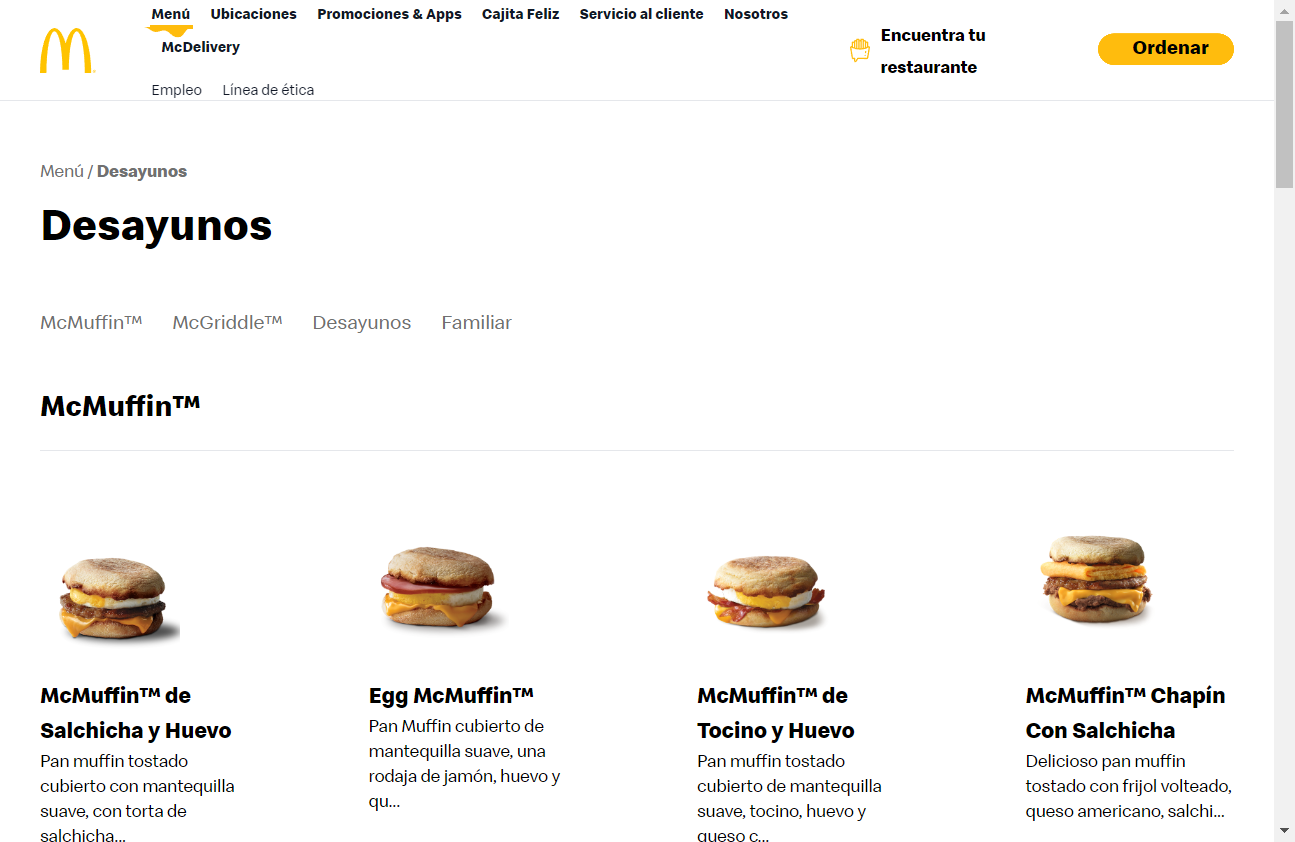 Menú Ubicaciones Promociones & Apps Cajita Feliz Servicio al cliente Nosotros
McDelivery
Empleo Línea de ética
Encuentra tu
restaurante
Ordenar
Menú / Desayunos
Desayunos
McMuffin™ McGriddle™ Desayunos Familiar
McMuffin™
McMuffin™ de
Salchicha y Huevo
Pan muffin tostado
cubierto con mantequilla
suave, con torta de
salchicha...
Egg McMuffin™
Pan Muffin cubierto de
mantequilla suave, una
rodaja de jamón, huevo y
qu...
McMuffin™ de
Tocino y Huevo
Pan muffin tostado
cubierto de mantequilla
suave, tocino, huevo y
queso c...
McMuffin™ Chapín
Con Salchicha
Delicioso pan muffin
tostado con frijol volteado,
queso americano, salchi...